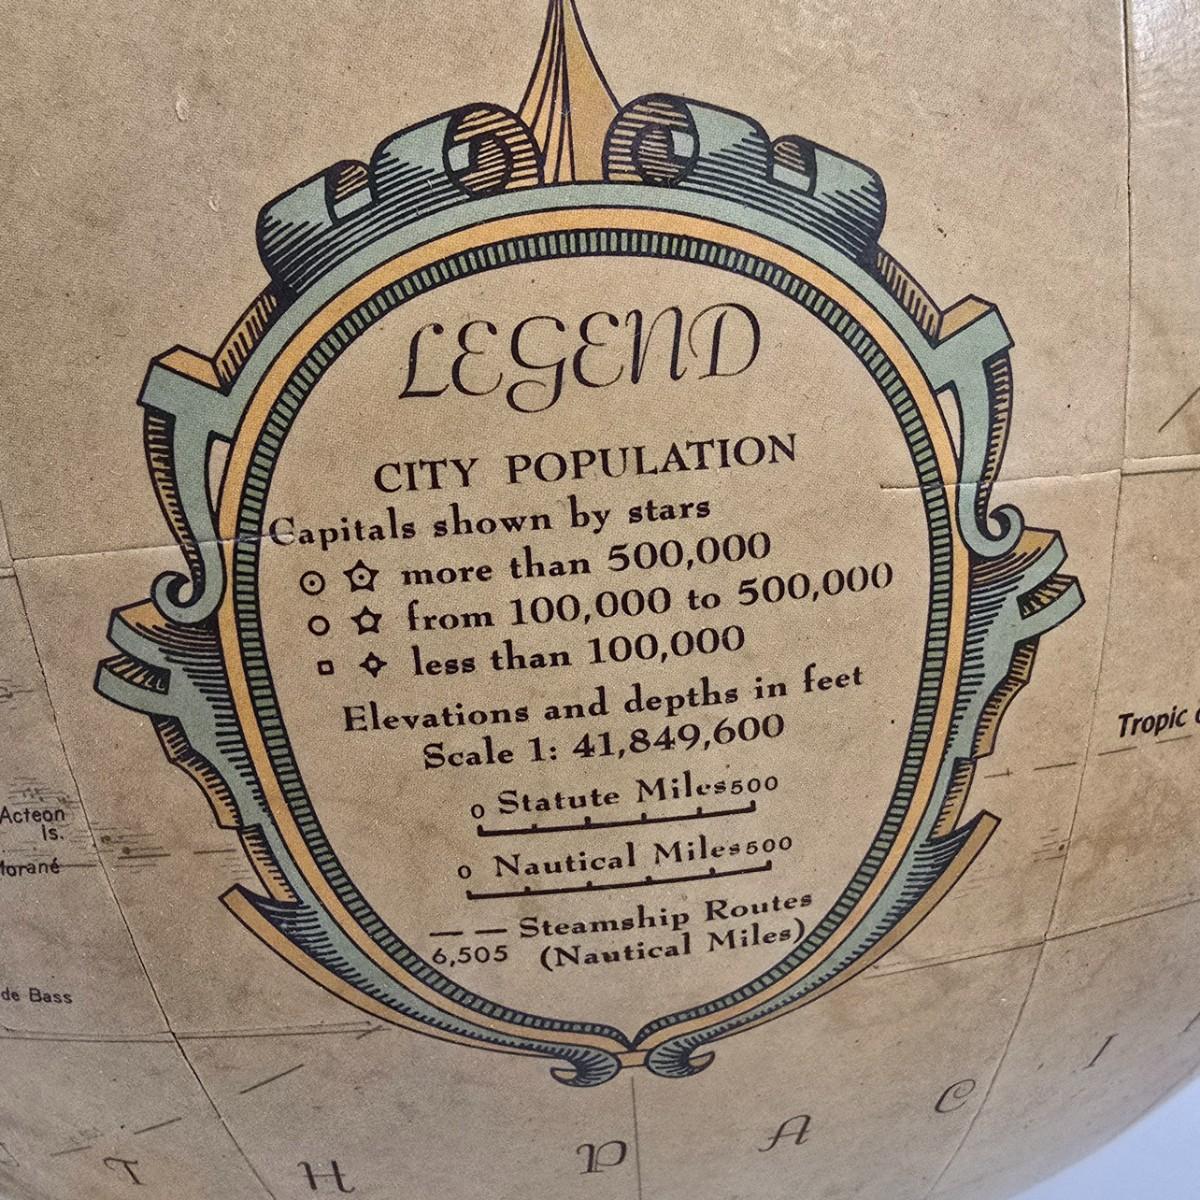 LEGEND
CITY POPULATION
Capitals shown by stars
more than 500,000
from 100,000 to 500,000
less than 100,000
Elevations and depths in feet
Scale 1: 41,849,600
0 Statute Miles 500
0 Nautical Miles 500
— — Steamship Routes
6,505 (Nautical Miles)
Tropic
Acteon
Is.
Morané
de Bass
T H P A C I